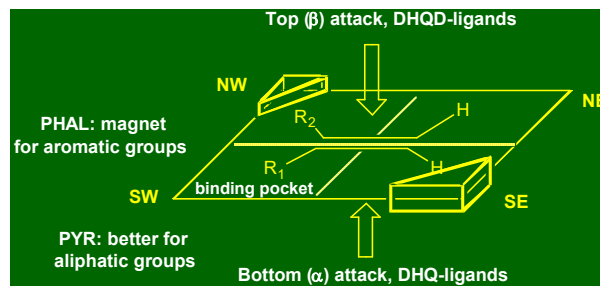 Top (β) attack, DHQD-ligands
NW
NE
R2
H
PHAL: magnet
for aromatic groups
R1
H
binding pocket
SW
SE
PYR: better for
aliphatic groups
Bottom (α) attack, DHQ-ligands